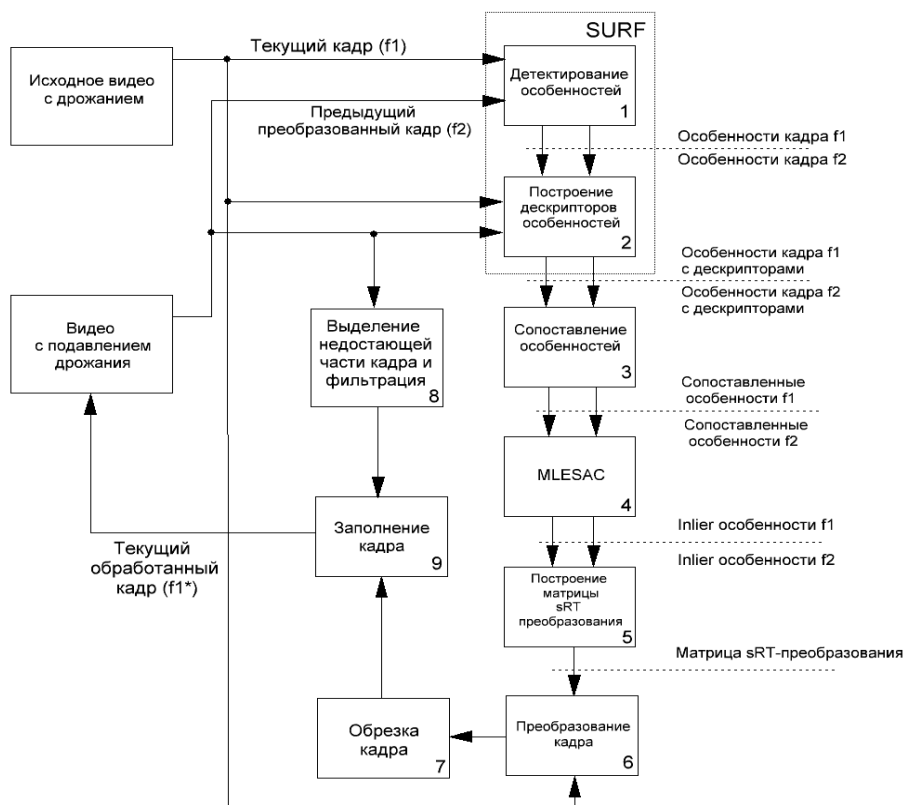 SURF
Текущий кадр (f1)
Исходное видео
с дрожанием
Детектирование
особенностей
1
Предыдущий
преобразованный кадр (f2)
Особенности кадра f1
Особенности кадра f2
Построение
дескрипторов
особенностей
2
Особенности кадра f1
с дескрипторами
Особенности кадра f2
с дескрипторами
Видео
с подавлением
дрожания
Выделение
недостающей
части кадра и
фильтрация
8
Сопоставление
особенностей
3
Сопоставленные
особенности f1
Сопоставленные
особенности f2
MLESAC
4
Заполнение
кадра
9
Inlier особенности f1
Inlier особенности f2
Текущий
обработанный
кадр (f1*)
Построение
матрицы
sRT
преобразования
5
Матрица sRT-преобразования
Обрезка
кадра
7
Преобразование
кадра
6